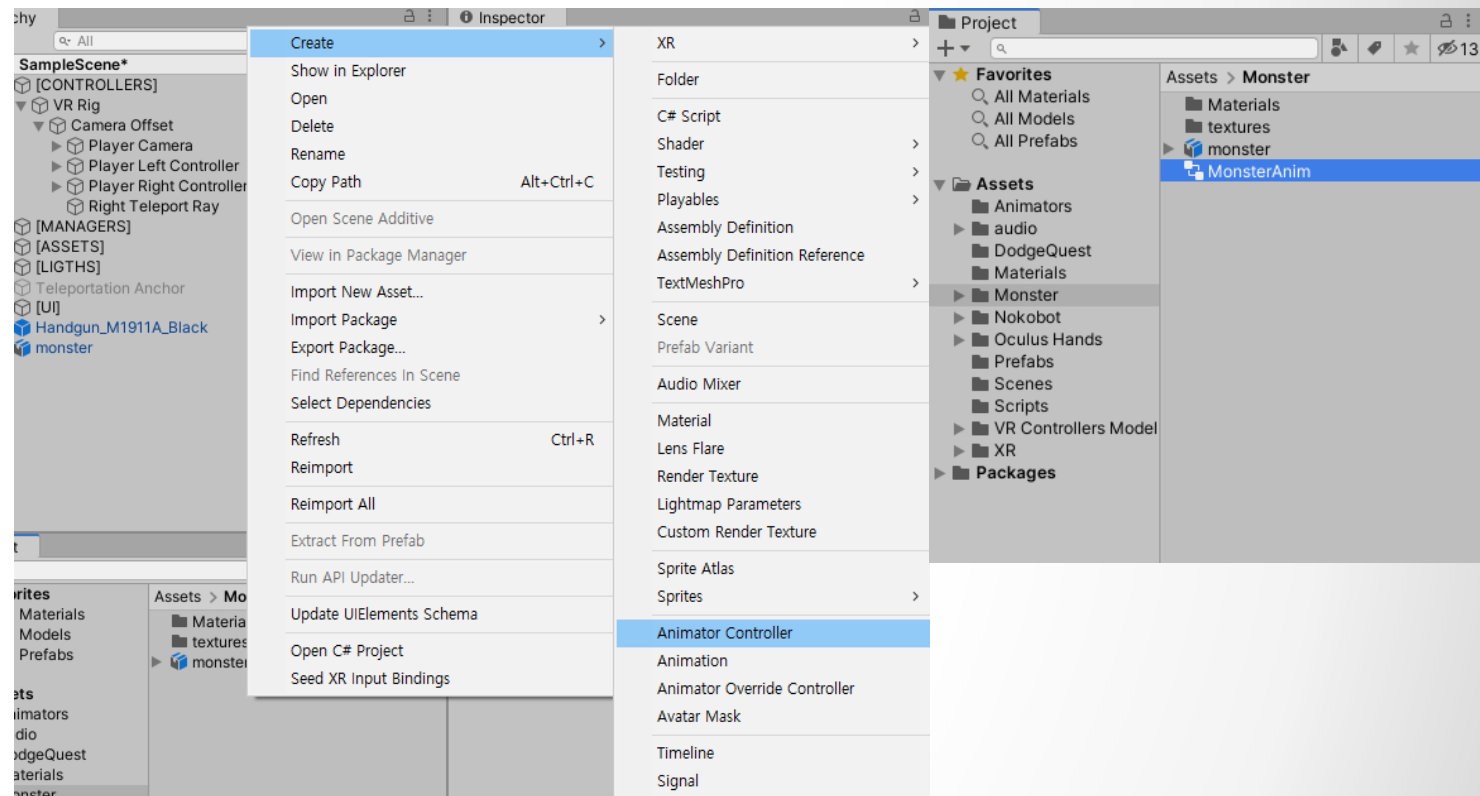 chy
All
SampleScene*
[CONTROLLERS]
VR Rig
Camera Offset
Player Camera
Player Left Controller
Player Right Controller
Right Teleport Ray
[MANAGERS]
[ASSETS]
[LIGTHS]
Teleportation Anchor
[UI]
Handgun_M1911A_Black
monster
t
orites
Materials
Models
Prefabs
ets
nimators
dio
odgeQuest
aterials
onster
Assets > Mo
Materia
textures
monster
Inspector
Create
Show in Explorer
Open
Delete
Rename
Copy Path Alt+Ctrl+C
Open Scene Additive
View in Package Manager
Import New Asset...
Import Package
Export Package...
Find References In Scene
Select Dependencies
Refresh Ctrl+R
Reimport
Reimport All
Extract From Prefab
Run API Updater...
Update UIElements Schema
Open C# Project
Seed XR Input Bindings
XR
Folder
C# Script
Shader
Testing
Playables
Assembly Definition
Assembly Definition Reference
TextMeshPro
Scene
Prefab Variant
Audio Mixer
Material
Lens Flare
Render Texture
Lightmap Parameters
Custom Render Texture
Sprite Atlas
Sprites
Animator Controller
Animation
Animator Override Controller
Avatar Mask
Timeline
Signal
Project
13
Favorites
All Materials
All Models
All Prefabs
Assets
Animators
audio
DodgeQuest
Materials
Monster
Nokobot
Oculus Hands
Prefabs
Scenes
Scripts
VR Controllers Model
XR
Packages
Assets > Monster
Materials
textures
monster
MonsterAnim